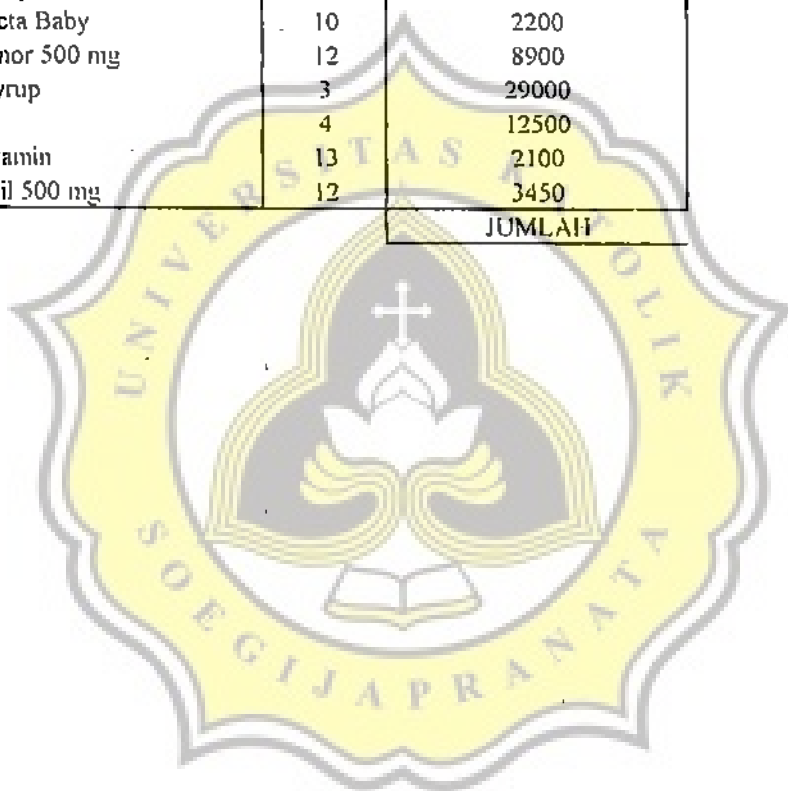 cta Baby 10 2200
nor 500 mg 12 8900
yrup 3 29000
4 12500
amin 13 2100
il 500 mg 12 3450
JUMLAH
UNIVERSITAS KATOLIK
SOEGIJAPRANATA